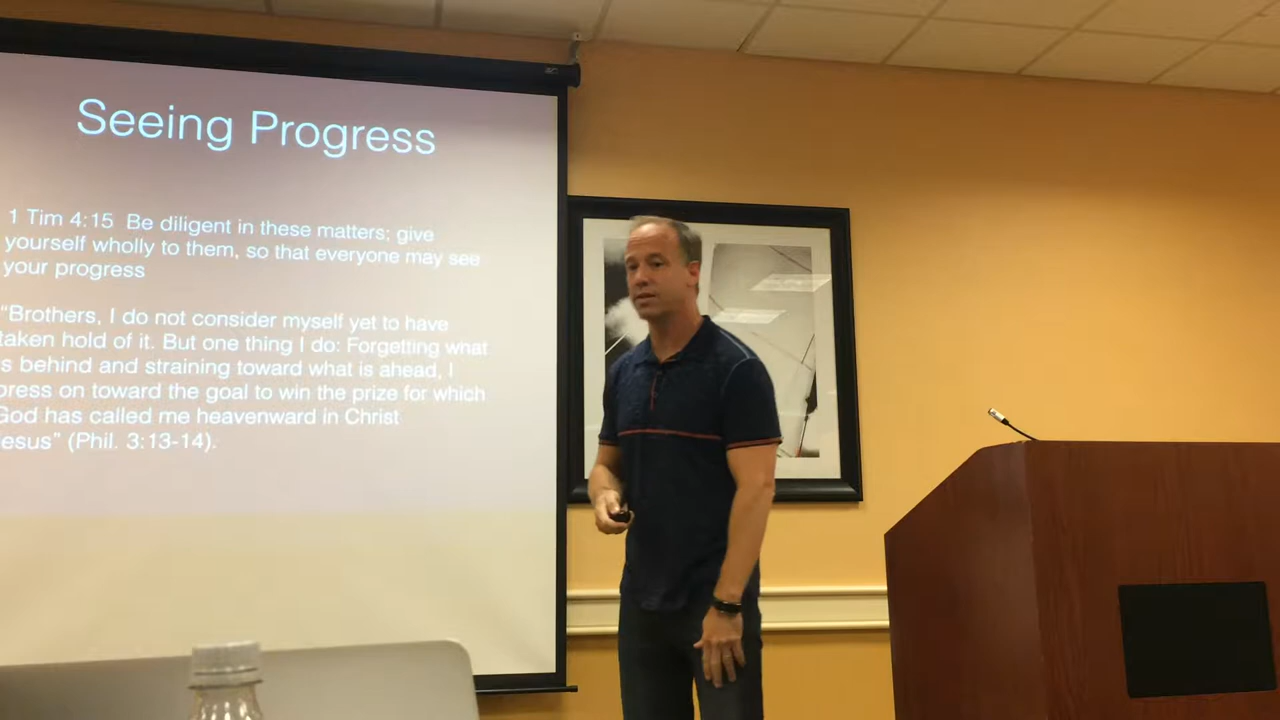 Seeing Progress
1 Tim 4:15 Be diligent in these matters; give
yourself wholly to them, so that everyone may see
your progress
“Brothers, I do not consider myself yet to have
taken hold of it. But one thing I do: Forgetting what
s behind and straining toward what is ahead, I
press on toward the goal to win the prize for which
God has called me heavenward in Christ
esus” (Phil. 3:13-14).